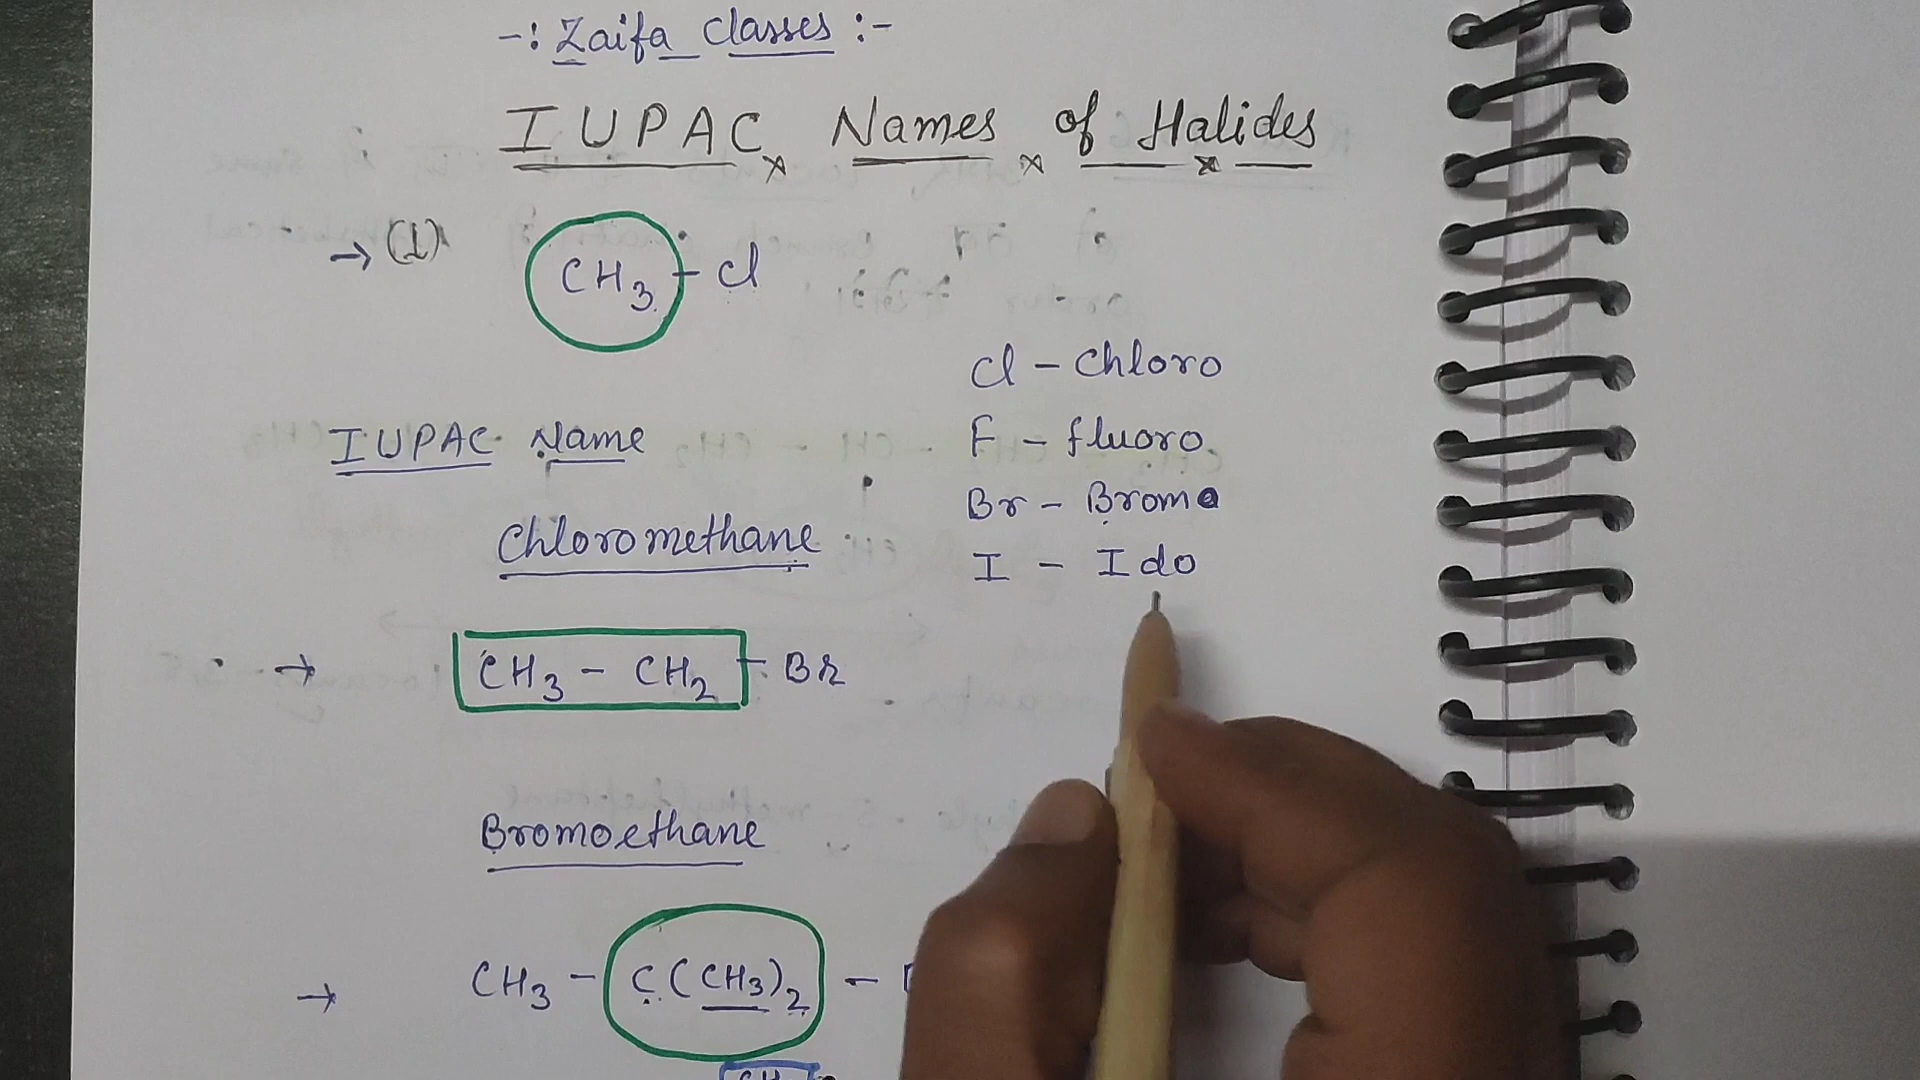 -: Zaifa Classes :-
IUPAC Names of Halides
→ (1) CH3 - Cl
Cl - Chloro
F - fluoro
Br - Bromo
I - Ido
IUPAC Name
Chloromethane
→ CH3 - CH2 - Br
Bromoethane
→ CH3 - C(CH3)2 -